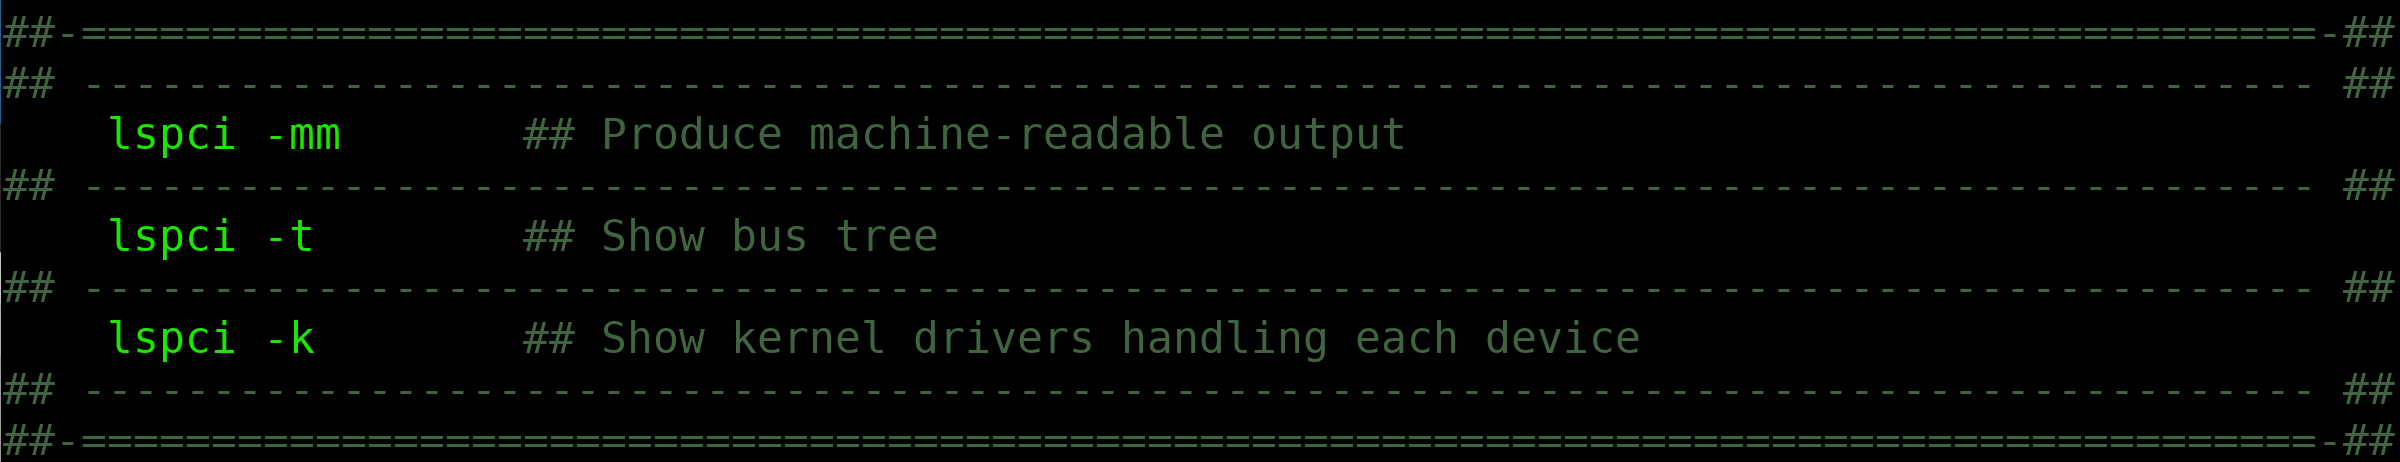 ##-======================================================================================-##
## -------------------------------------------------------------------------------------- ##
    lspci -mm       ## Produce machine-readable output
## -------------------------------------------------------------------------------------- ##
    lspci -t        ## Show bus tree
## -------------------------------------------------------------------------------------- ##
    lspci -k        ## Show kernel drivers handling each device
## -------------------------------------------------------------------------------------- ##
##-======================================================================================-##